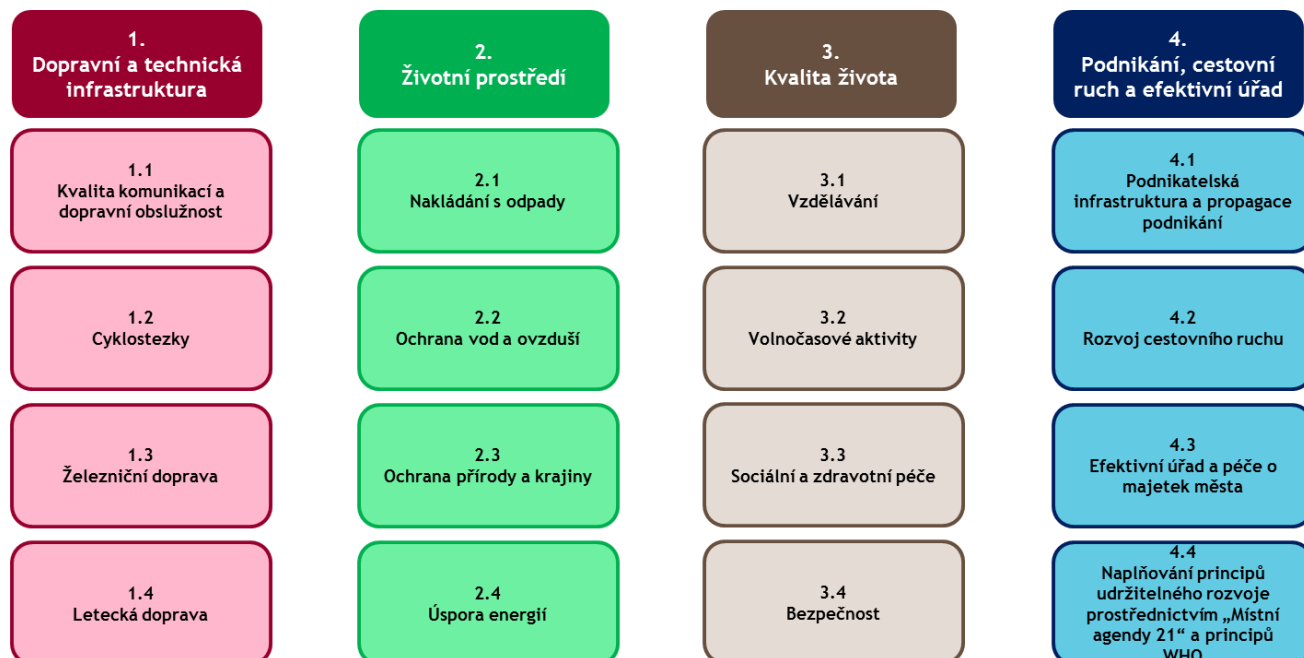 1.
Dopravní a technická
infrastruktura
1.1
Kvalita komunikací a
dopravní obslužnost
1.2
Cyklostezky
1.3
Železniční doprava
1.4
Letecká doprava
2.
Životní prostředí
2.1
Nakládání s odpady
2.2
Ochrana vod a ovzduší
2.3
Ochrana přírody a krajiny
2.4
Úspora energií
3.
Kvalita života
3.1
Vzdělávání
3.2
Volnočasové aktivity
3.3
Sociální a zdravotní péče
3.4
Bezpečnost
4.
Podnikání, cestovní
ruch a efektivní úřad
4.1
Podnikatelská
infrastruktura a propagace
podnikání
4.2
Rozvoj cestovního ruchu
4.3
Efektivní úřad a péče o
majetek města
4.4
Naplňování principů
udržitelného rozvoje
prostřednictvím „Místní
agendy 21“ a principů
WHO